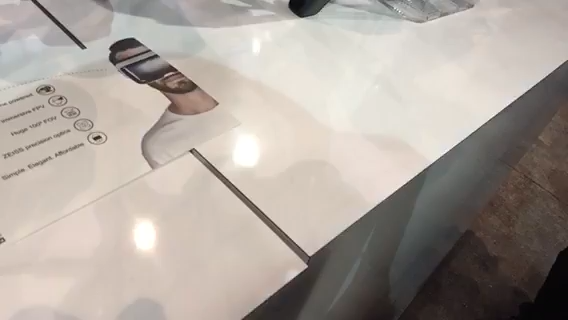 immersive FPV
Huge 100° FOV
ZEISS precision optics
Simple. Elegant. Affordable